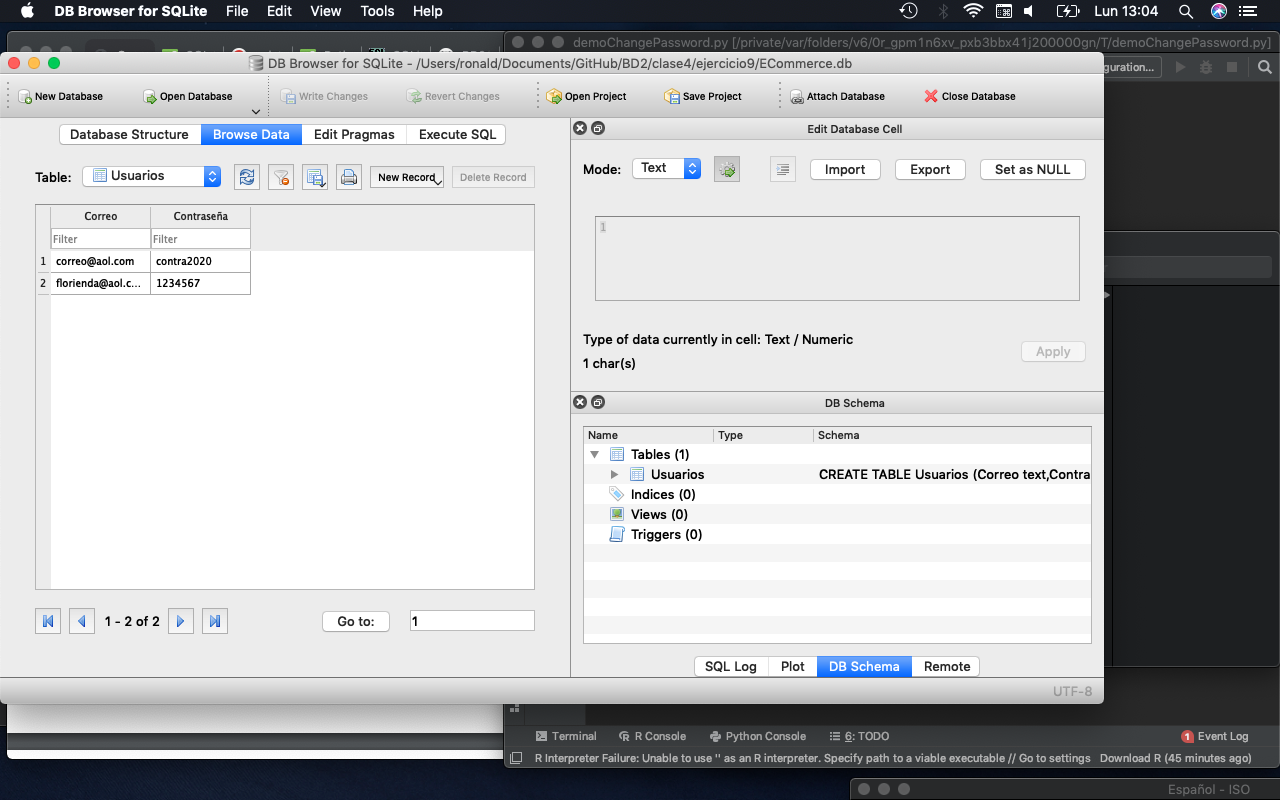 DB Browser for SQLite File Edit View Tools Help Lun 13:04
demoChangePassword.py [/private/var/folders/v6/0r_gpm1n6xv_pxb3bbx41j200000gn/T/demoChangePassword.py]
DB Browser for SQLite - /Users/ronald/Documents/GitHub/BD2/clase4/ejercicio9/ECommerce.db
guration...
New Database Open Database Write Changes Revert Changes Open Project Save Project Attach Database Close Database
Database Structure Browse Data Edit Pragmas Execute SQL
Table: Usuarios New Record Delete Record
Correo Contraseña
Filter Filter
1 correo@aol.com contra2020
2 florienda@aol.c... 1234567
1 - 2 of 2 Go to: 1
Edit Database Cell
Mode: Text Import Export Set as NULL
1
Type of data currently in cell: Text / Numeric
1 char(s)
Apply
DB Schema
Name Type Schema
Tables (1)
Usuarios CREATE TABLE Usuarios (Correo text,Contra
Indices (0)
Views (0)
Triggers (0)
SQL Log Plot DB Schema Remote
UTF-8
Terminal R Console Python Console 6: TODO 1 Event Log
R Interpreter Failure: Unable to use '' as an R interpreter. Specify path to a viable executable // Go to settings Download R (45 minutes ago)
Español - ISO